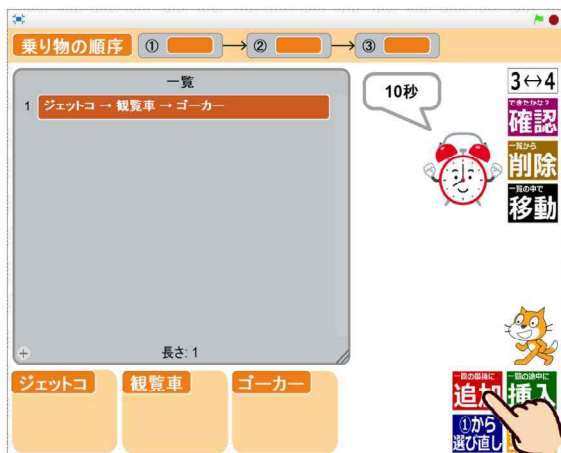 乗り物の順序 ① → ② → ③
一覧
1 ジェットコ → 観覧車 → ゴーカー
長さ: 1
10秒
3↔4
できたかな?
確認
一覧から
削除
一覧の中で
移動
ジェットコ
観覧車
ゴーカー
一覧の最後に
追加
一覧の途中に
挿入
①から
選び直し